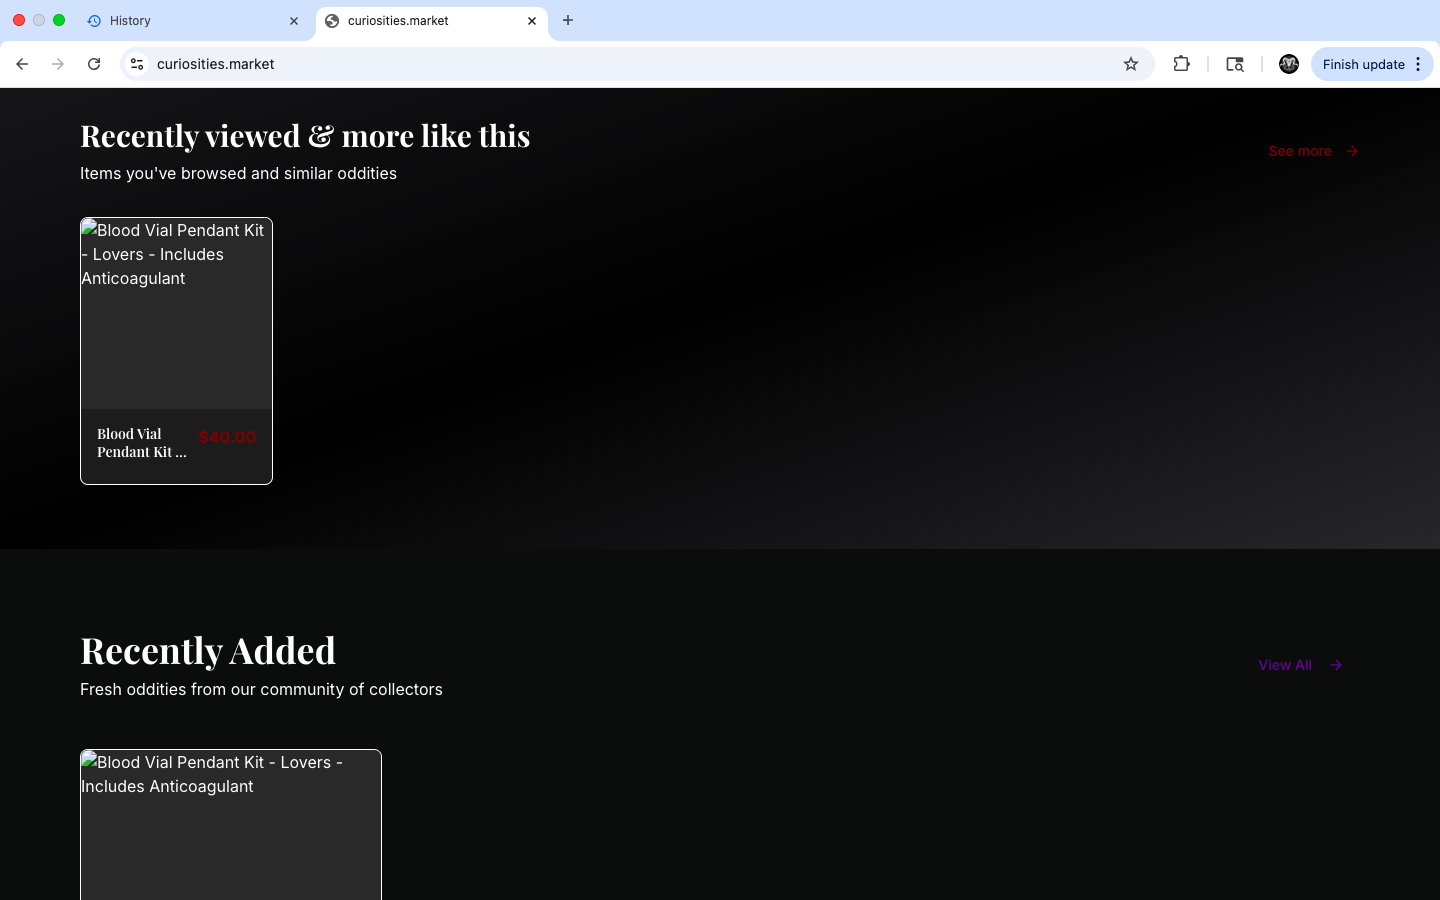 History
curiosities.market
curiosities.market
Finish update
Recently viewed & more like this
See more
Items you've browsed and similar oddities
Blood Vial Pendant Kit
- Lovers - Includes
Anticoagulant
Blood Vial
Pendant Kit ...
$40.00
Recently Added
View All
Fresh oddities from our community of collectors
Blood Vial Pendant Kit - Lovers -
Includes Anticoagulant